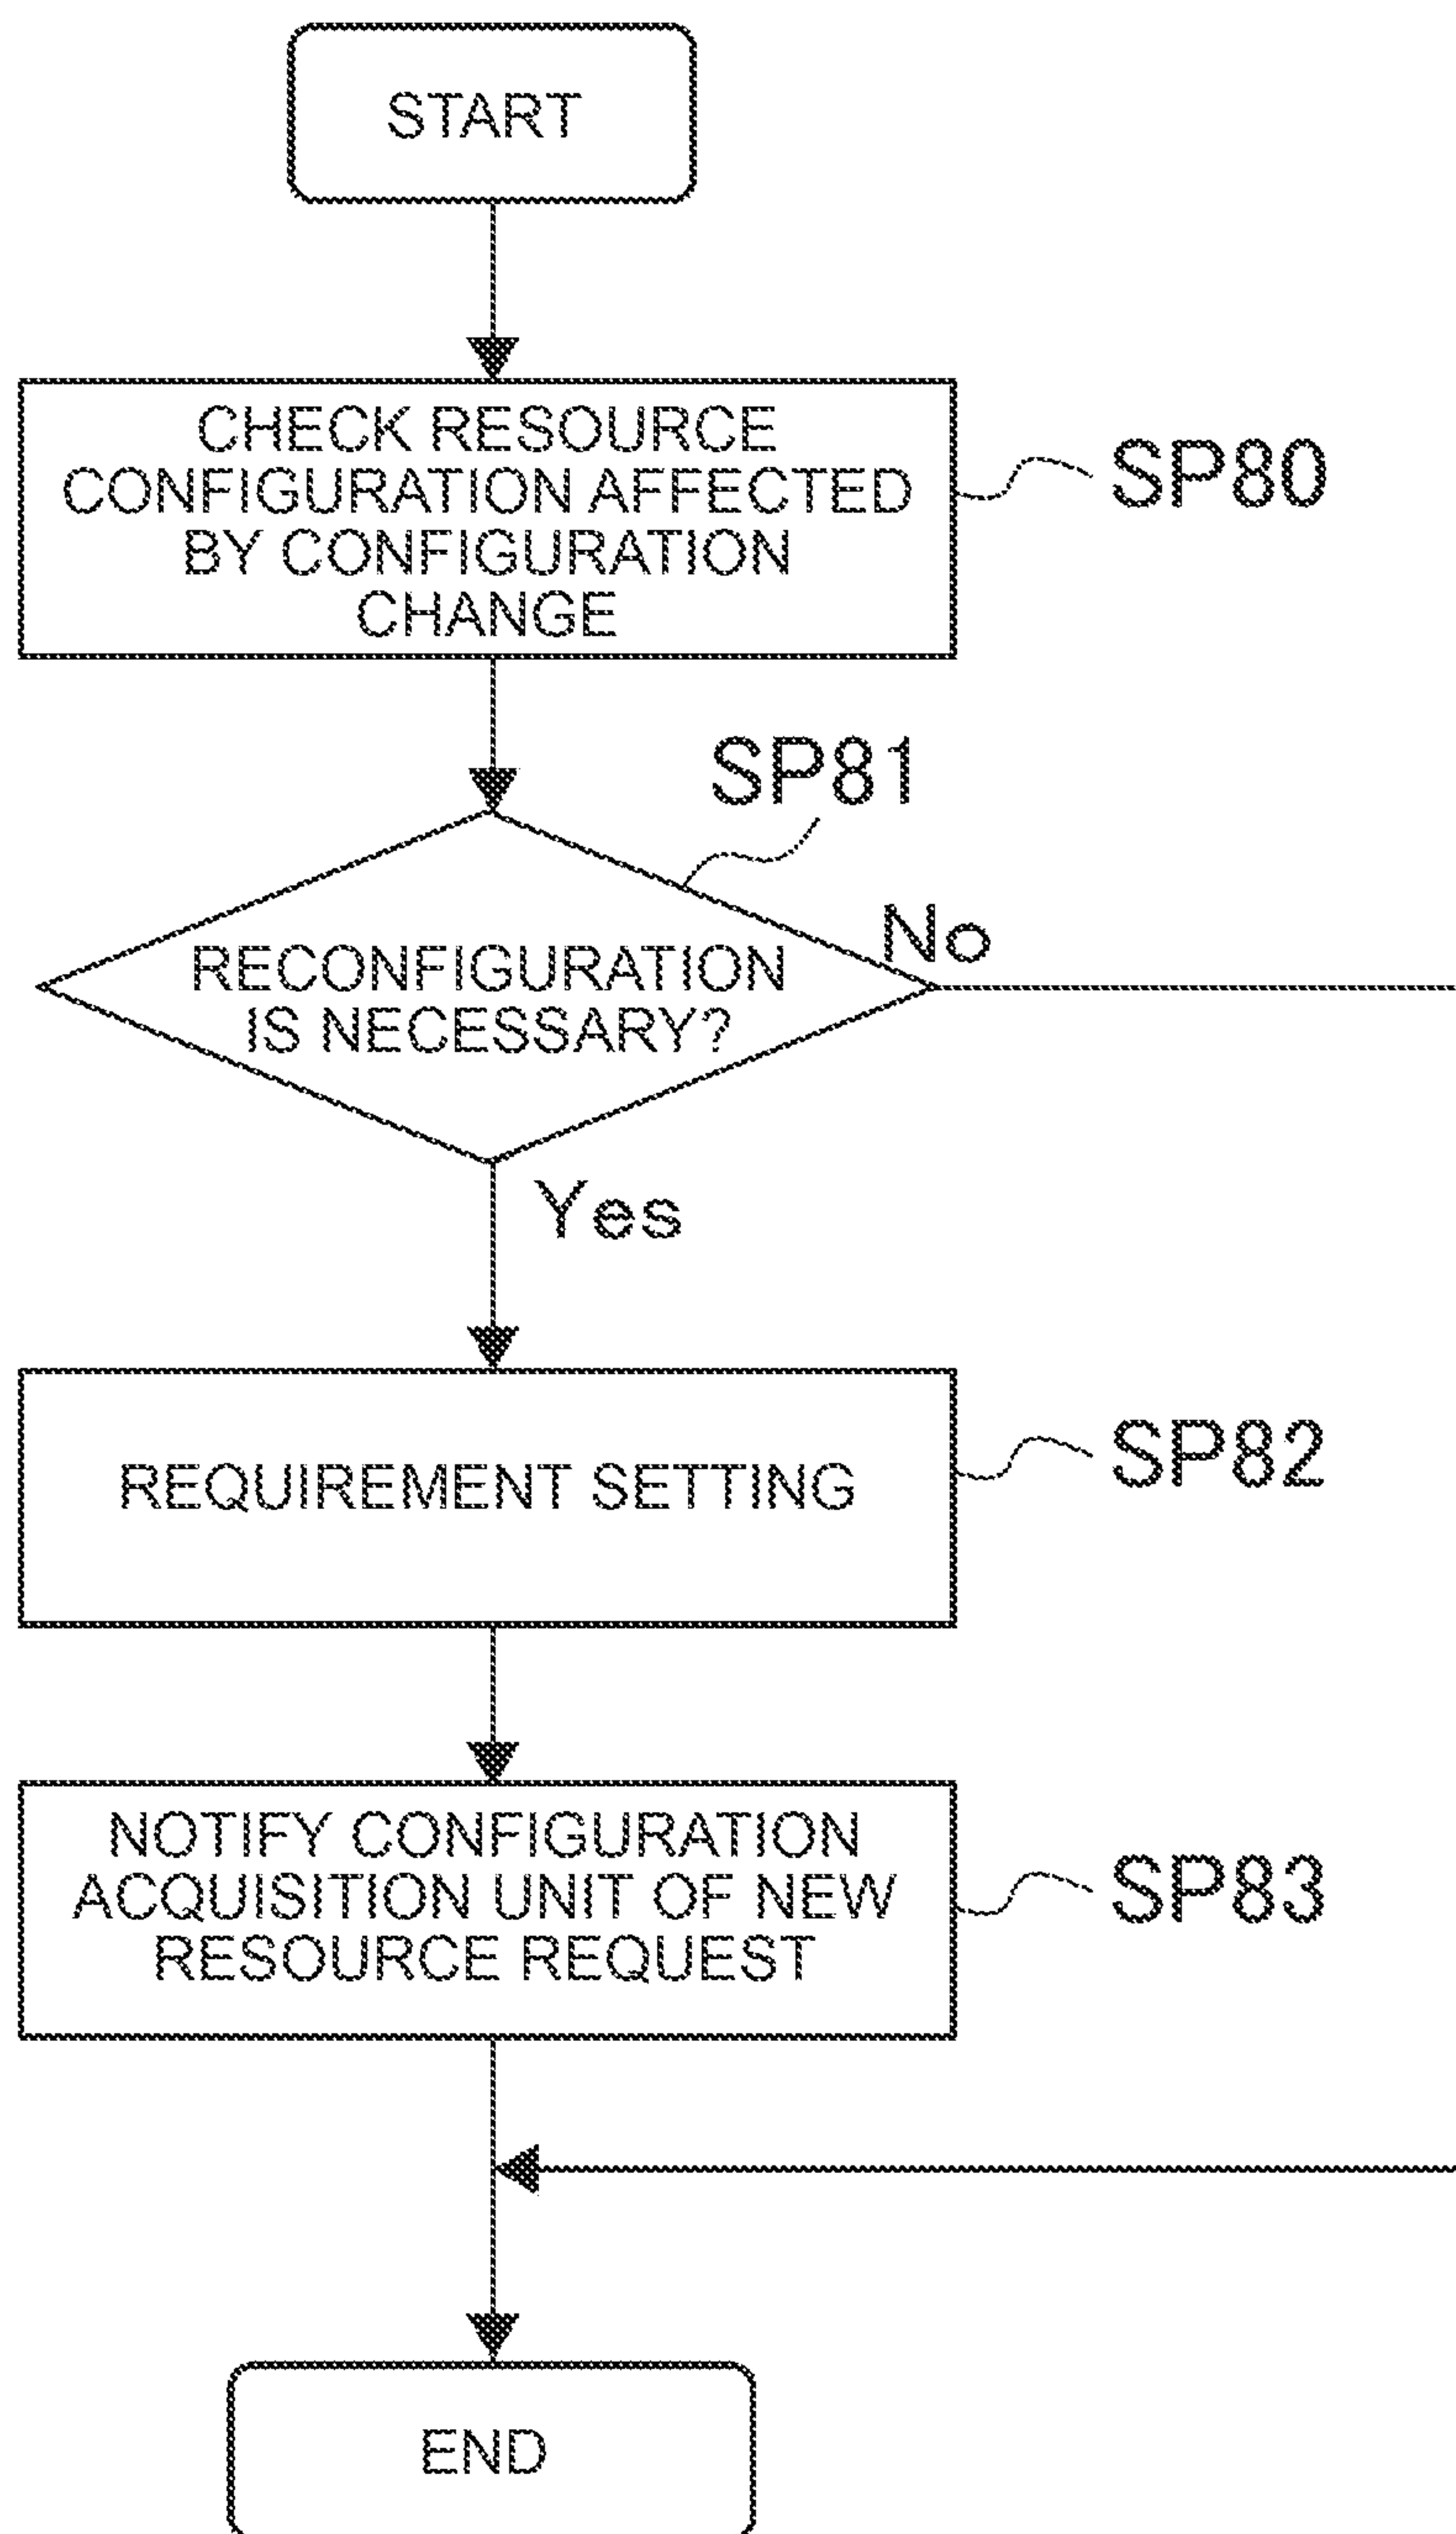 START
CHECK RESOURCE
CONFIGURATION AFFECTED
BY CONFIGURATION
CHANGE
SP80
SP81
RECONFIGURATION
IS NECESSARY?
No
Yes
REQUIREMENT SETTING
SP82
NOTIFY CONFIGURATION
ACQUISITION UNIT OF NEW
RESOURCE REQUEST
SP83
END